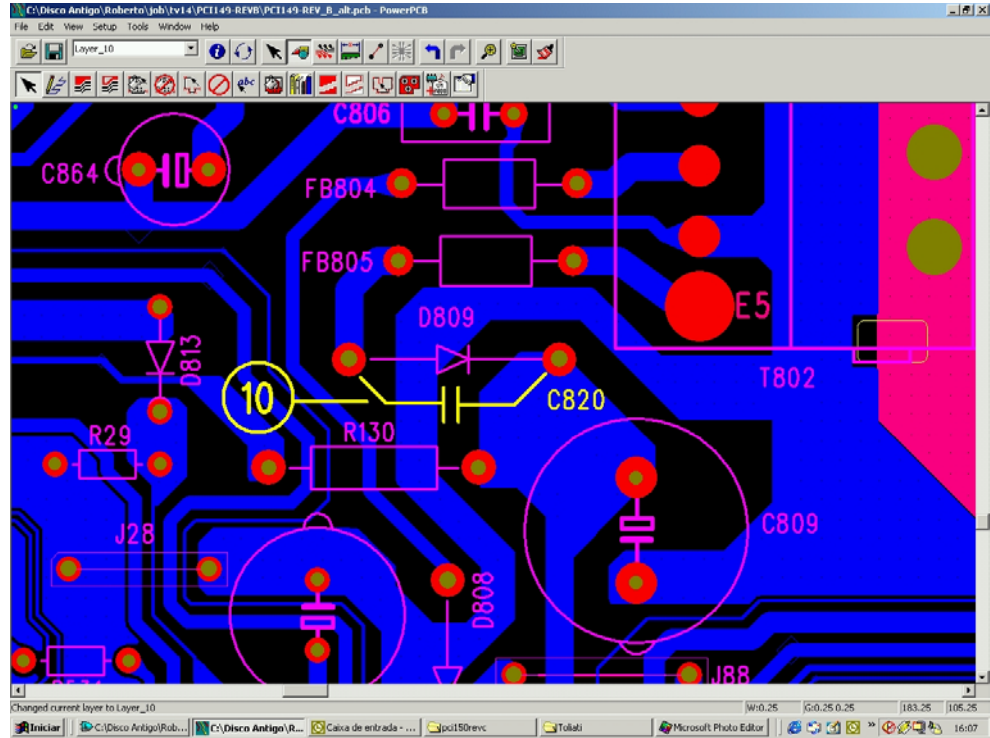 C:\Disco Antigo\Roberto\job\tv14\PCI149-REVB\PCI149-REV_B_alt.pcb - PowerPCB
File Edit View Setup Tools Window Help
Layer_10
abc
C806
C864
FB804
FB805
E5
D809
D813
T802
10
C820
R130
R29
C809
J28
D808
J88
Changed current layer to Layer_10
W:0.25 G:0.25 0.25 183.25 105.25
Iniciar C:\Disco Antigo\Rob... C:\Disco Antigo\R... Caixa de entrada - ... pci150revc Toliati Microsoft Photo Editor » 16:07